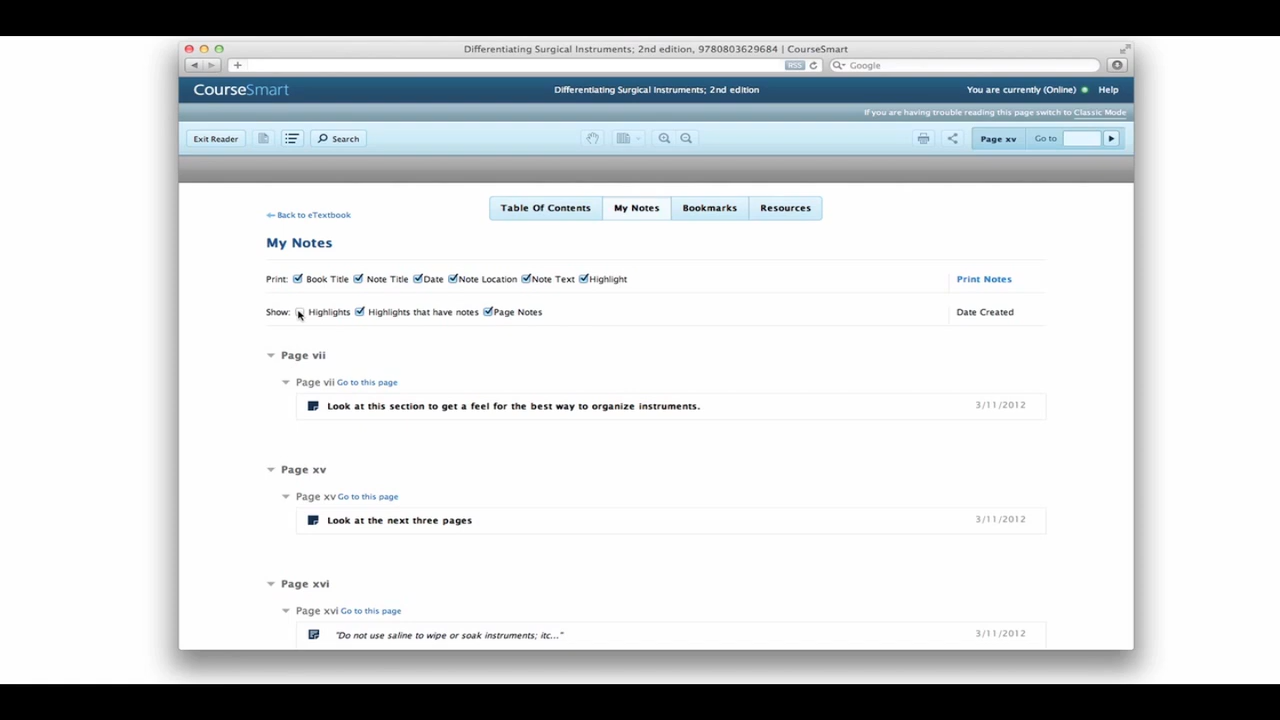 Differentiating Surgical Instruments; 2nd edition, 9780803629684 | CourseSmart
RSS
Google
CourseSmart
Differentiating Surgical Instruments; 2nd edition
You are currently (Online)
Help
If you are having trouble reading this page switch to Classic Mode
Exit Reader
Search
Page xv
Go to
Back to eTextbook
Table Of Contents
My Notes
Bookmarks
Resources
My Notes
Print: Book Title Note Title Date Note Location Note Text Highlight
Print Notes
Show: Highlights Highlights that have notes Page Notes
Date Created
Page vii
Page vii Go to this page
Look at this section to get a feel for the best way to organize instruments.
3/11/2012
Page xv
Page xv Go to this page
Look at the next three pages
3/11/2012
Page xvi
Page xvi Go to this page
"Do not use saline to wipe or soak instruments; itc..."
3/11/2012